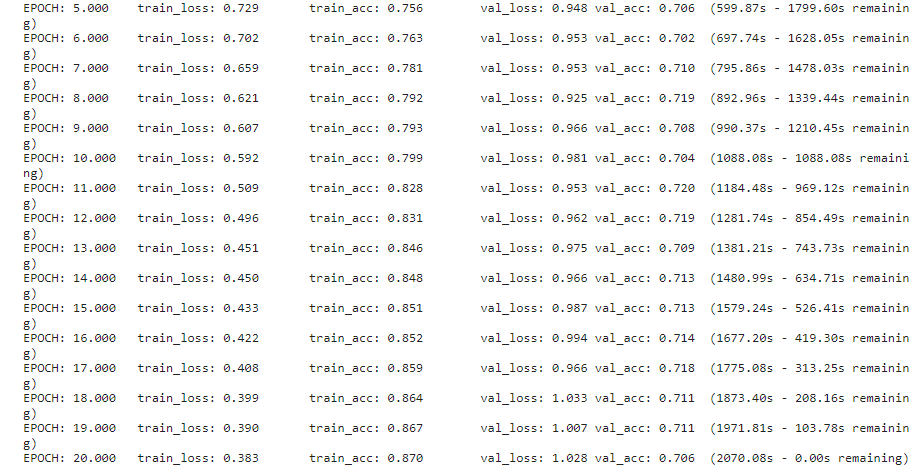 EPOCH: 5.000 train_loss: 0.729 train_acc: 0.756 val_loss: 0.948 val_acc: 0.706 (599.87s - 1799.60s remainin
g)
EPOCH: 6.000 train_loss: 0.702 train_acc: 0.763 val_loss: 0.953 val_acc: 0.702 (697.74s - 1628.05s remainin
g)
EPOCH: 7.000 train_loss: 0.659 train_acc: 0.781 val_loss: 0.953 val_acc: 0.710 (795.86s - 1478.03s remainin
g)
EPOCH: 8.000 train_loss: 0.621 train_acc: 0.792 val_loss: 0.925 val_acc: 0.719 (892.96s - 1339.44s remainin
g)
EPOCH: 9.000 train_loss: 0.607 train_acc: 0.793 val_loss: 0.966 val_acc: 0.708 (990.37s - 1210.45s remainin
g)
EPOCH: 10.000 train_loss: 0.592 train_acc: 0.799 val_loss: 0.981 val_acc: 0.704 (1088.08s - 1088.08s remaini
ng)
EPOCH: 11.000 train_loss: 0.509 train_acc: 0.828 val_loss: 0.953 val_acc: 0.720 (1184.48s - 969.12s remainin
g)
EPOCH: 12.000 train_loss: 0.496 train_acc: 0.831 val_loss: 0.962 val_acc: 0.719 (1281.74s - 854.49s remainin
g)
EPOCH: 13.000 train_loss: 0.451 train_acc: 0.846 val_loss: 0.975 val_acc: 0.709 (1381.21s - 743.73s remainin
g)
EPOCH: 14.000 train_loss: 0.450 train_acc: 0.848 val_loss: 0.966 val_acc: 0.713 (1480.99s - 634.71s remainin
g)
EPOCH: 15.000 train_loss: 0.433 train_acc: 0.851 val_loss: 0.987 val_acc: 0.713 (1579.24s - 526.41s remainin
g)
EPOCH: 16.000 train_loss: 0.422 train_acc: 0.852 val_loss: 0.994 val_acc: 0.714 (1677.20s - 419.30s remainin
g)
EPOCH: 17.000 train_loss: 0.408 train_acc: 0.859 val_loss: 0.966 val_acc: 0.718 (1775.08s - 313.25s remainin
g)
EPOCH: 18.000 train_loss: 0.399 train_acc: 0.864 val_loss: 1.033 val_acc: 0.711 (1873.40s - 208.16s remainin
g)
EPOCH: 19.000 train_loss: 0.390 train_acc: 0.867 val_loss: 1.007 val_acc: 0.711 (1971.81s - 103.78s remainin
g)
EPOCH: 20.000 train_loss: 0.383 train_acc: 0.870 val_loss: 1.028 val_acc: 0.706 (2070.08s - 0.00s remaining)